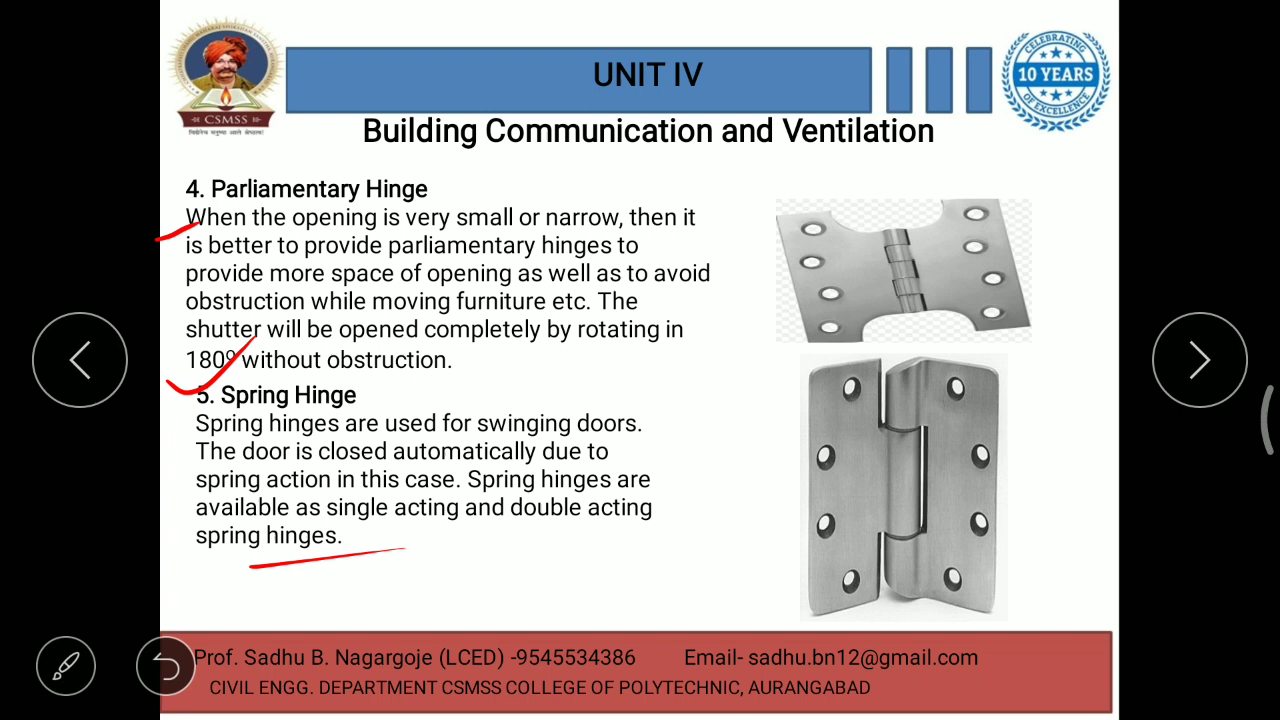 CSMSS
UNIT IV
CELEBRATING
10 YEARS
OF EXCELLENCE
Building Communication and Ventilation
4. Parliamentary Hinge
When the opening is very small or narrow, then it
is better to provide parliamentary hinges to
provide more space of opening as well as to avoid
obstruction while moving furniture etc. The
shutter will be opened completely by rotating in
180º without obstruction.
5. Spring Hinge
Spring hinges are used for swinging doors.
The door is closed automatically due to
spring action in this case. Spring hinges are
available as single acting and double acting
spring hinges.
Prof. Sadhu B. Nagargoje (LCED) -9545534386 Email- sadhu.bn12@gmail.com
CIVIL ENGG. DEPARTMENT CSMSS COLLEGE OF POLYTECHNIC, AURANGABAD